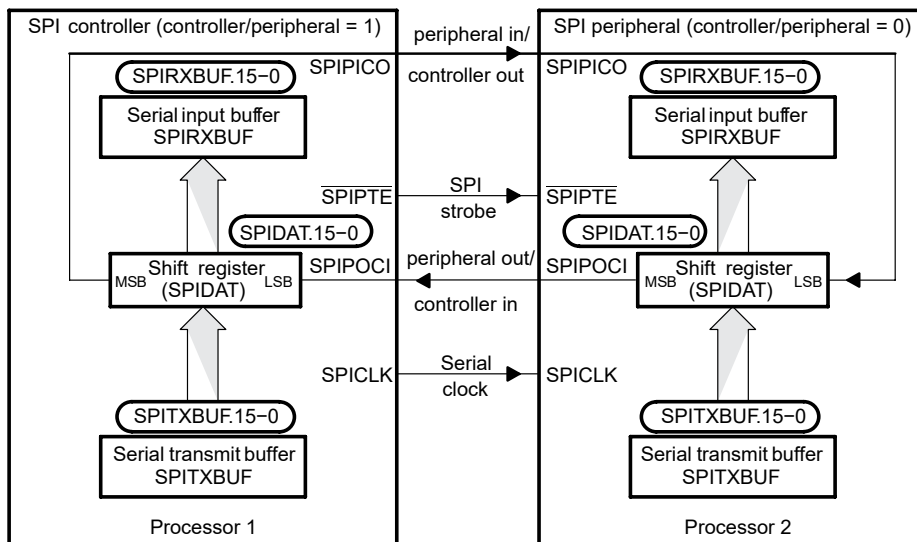 SPI controller (controller/peripheral = 1)
SPIPICO
SPIRXBUF.15−0
Serial input buffer
SPIRXBUF
SPIPTE
SPIDAT.15−0
SPIPOCI
MSB
Shift register
(SPIDAT)
LSB
SPICLK
SPITXBUF.15−0
Serial transmit buffer
SPITXBUF
Processor 1
peripheral in/
controller out
SPI
strobe
peripheral out/
controller in
Serial
clock
SPI peripheral (controller/peripheral = 0)
SPIPICO
SPIRXBUF.15−0
Serial input buffer
SPIRXBUF
SPIPTE
SPIDAT.15−0
SPIPOCI
MSB
Shift register
(SPIDAT)
LSB
SPICLK
SPITXBUF.15−0
Serial transmit buffer
SPITXBUF
Processor 2